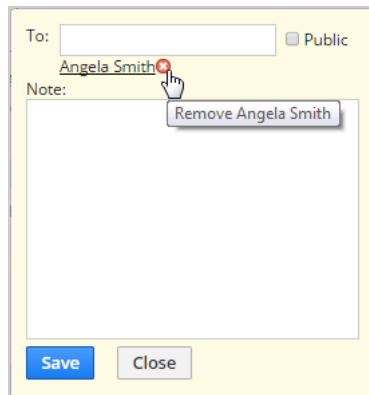 To: Public
Angela Smith
Note:
Remove Angela Smith
Save Close